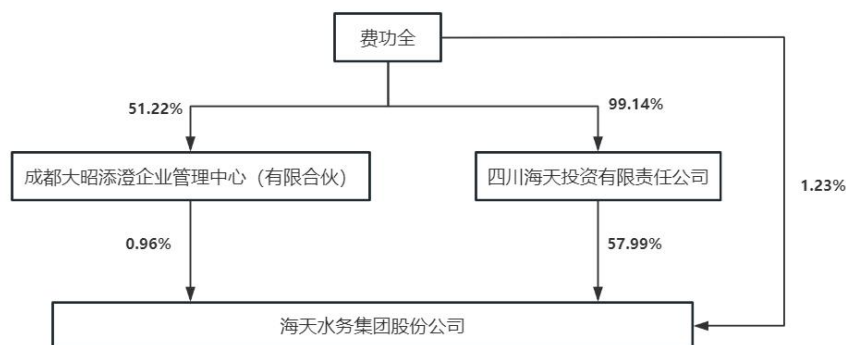 费功全
51.22%
99.14%
成都大昭添澄企业管理中心（有限合伙）
四川海天投资有限责任公司
1.23%
0.96%
57.99%
海天水务集团股份公司